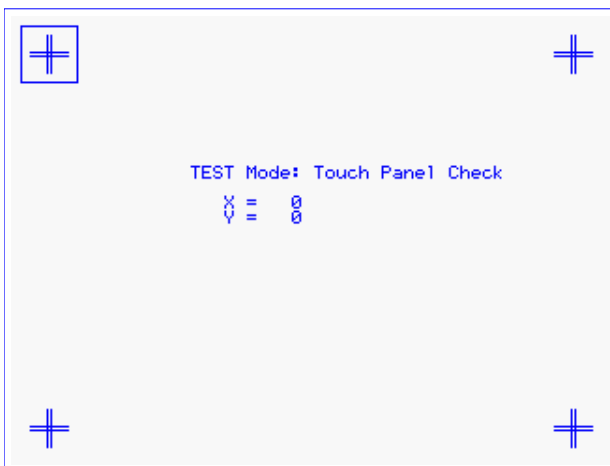 TEST Mode: Touch Panel Check
X = 0
Y = 0